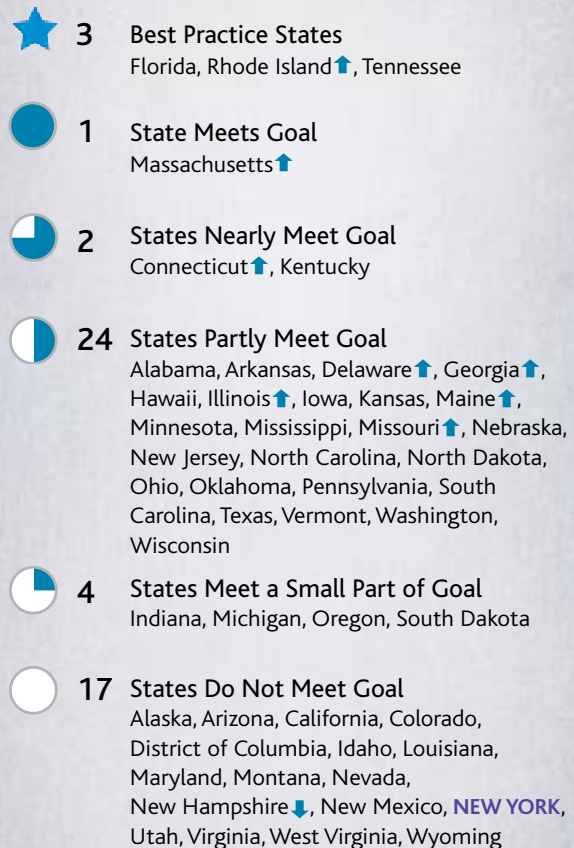 3 Best Practice States
Florida, Rhode Island⬆, Tennessee
1 State Meets Goal
Massachusetts⬆
2 States Nearly Meet Goal
Connecticut⬆, Kentucky
24 States Partly Meet Goal
Alabama, Arkansas, Delaware⬆, Georgia⬆,
Hawaii, Illinois⬆, Iowa, Kansas, Maine⬆,
Minnesota, Mississippi, Missouri⬆, Nebraska,
New Jersey, North Carolina, North Dakota,
Ohio, Oklahoma, Pennsylvania, South
Carolina, Texas, Vermont, Washington,
Wisconsin
4 States Meet a Small Part of Goal
Indiana, Michigan, Oregon, South Dakota
17 States Do Not Meet Goal
Alaska, Arizona, California, Colorado,
District of Columbia, Idaho, Louisiana,
Maryland, Montana, Nevada,
New Hampshire⬇, New Mexico, NEW YORK,
Utah, Virginia, West Virginia, Wyoming